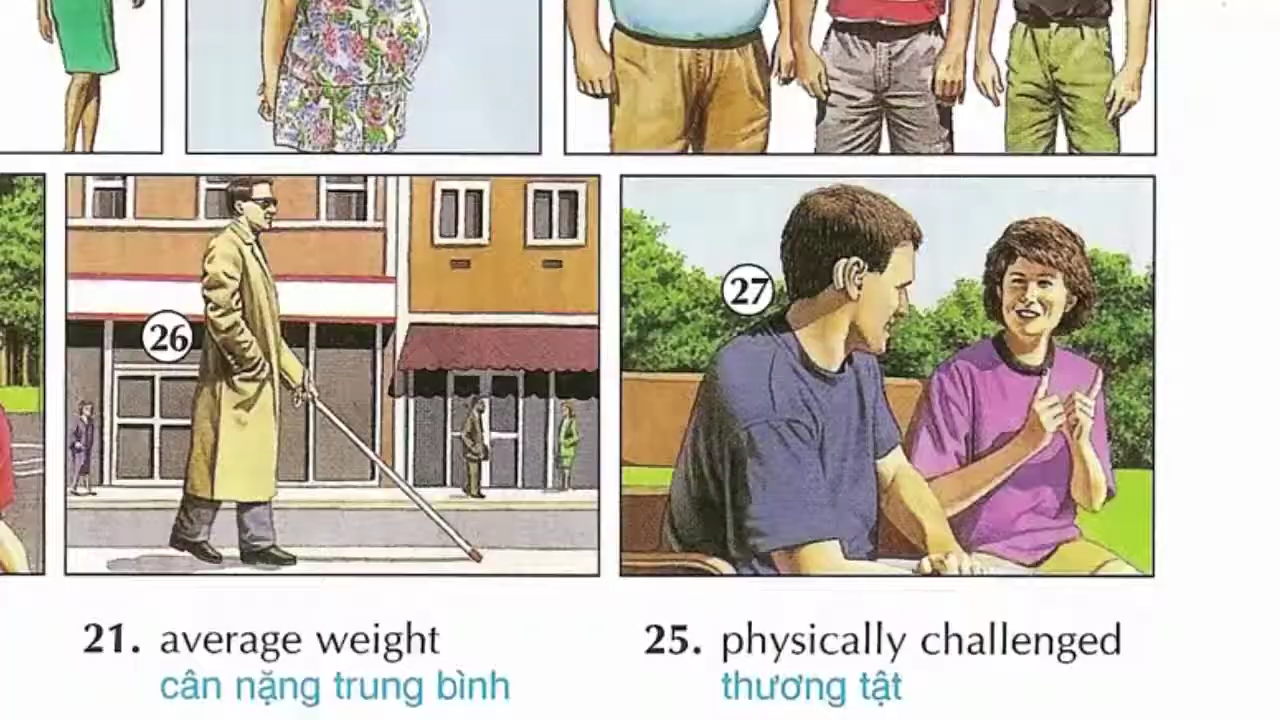 26
27
21. average weight
cân nặng trung bình
25. physically challenged
thương tật